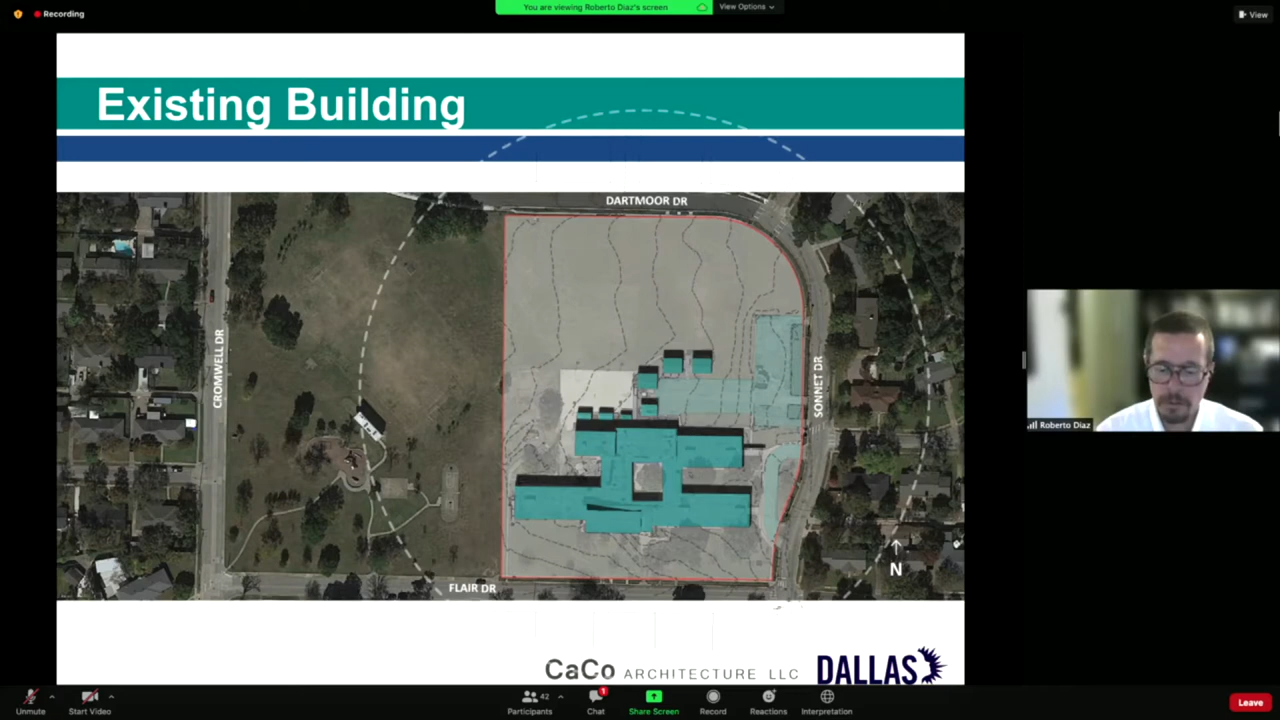 Recording
You are viewing Roberto Diaz's screen
View Options
View
Existing Building
DARTMOOR DR
CROMWELL DR
SONNET DR
FLAIR DR
N
Roberto Diaz
CaCo ARCHITECTURE LLC
DALLAS
Unmute
Start Video
42
Participants
1
Chat
Share Screen
Record
Reactions
Interpretation
Leave